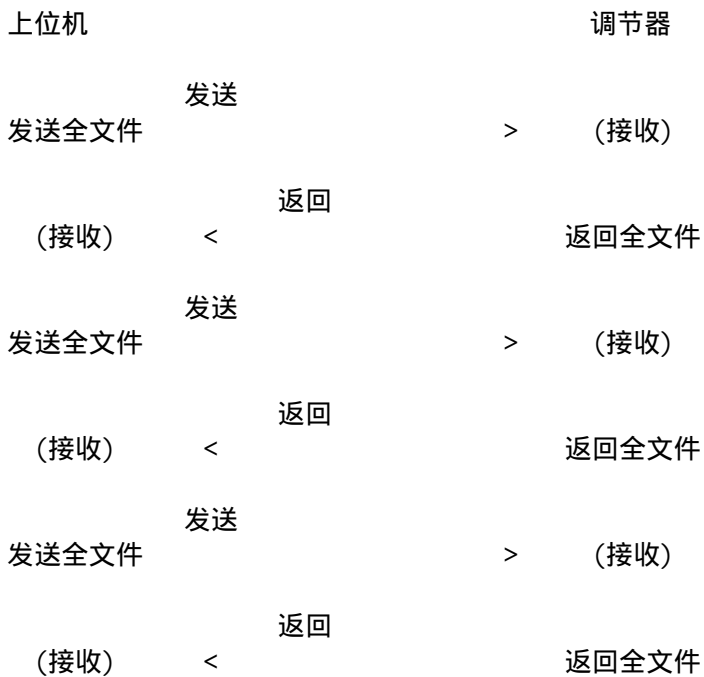 上位机 调节器
发送
发送全文件 > (接收)
返回
(接收) < 返回全文件
发送
发送全文件 > (接收)
返回
(接收) < 返回全文件
发送
发送全文件 > (接收)
返回
(接收) < 返回全文件